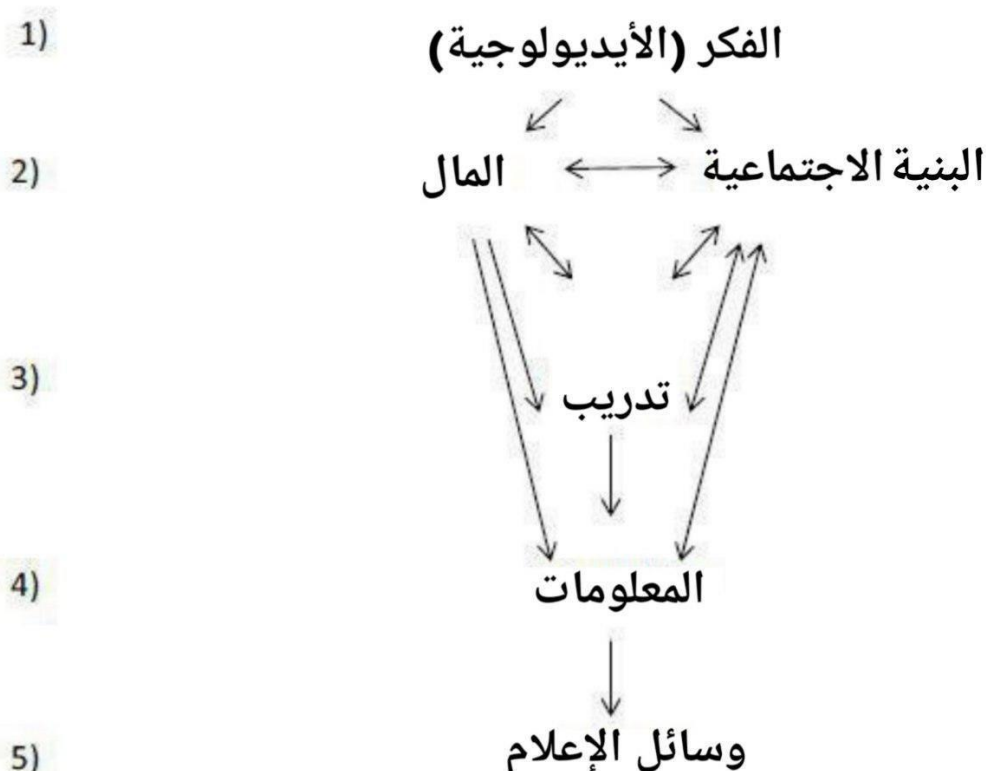 1) الفكر (الأيديولوجية)
2) المال البنية الاجتماعية
3) تدريب
4) المعلومات
5) وسائل الإعلام